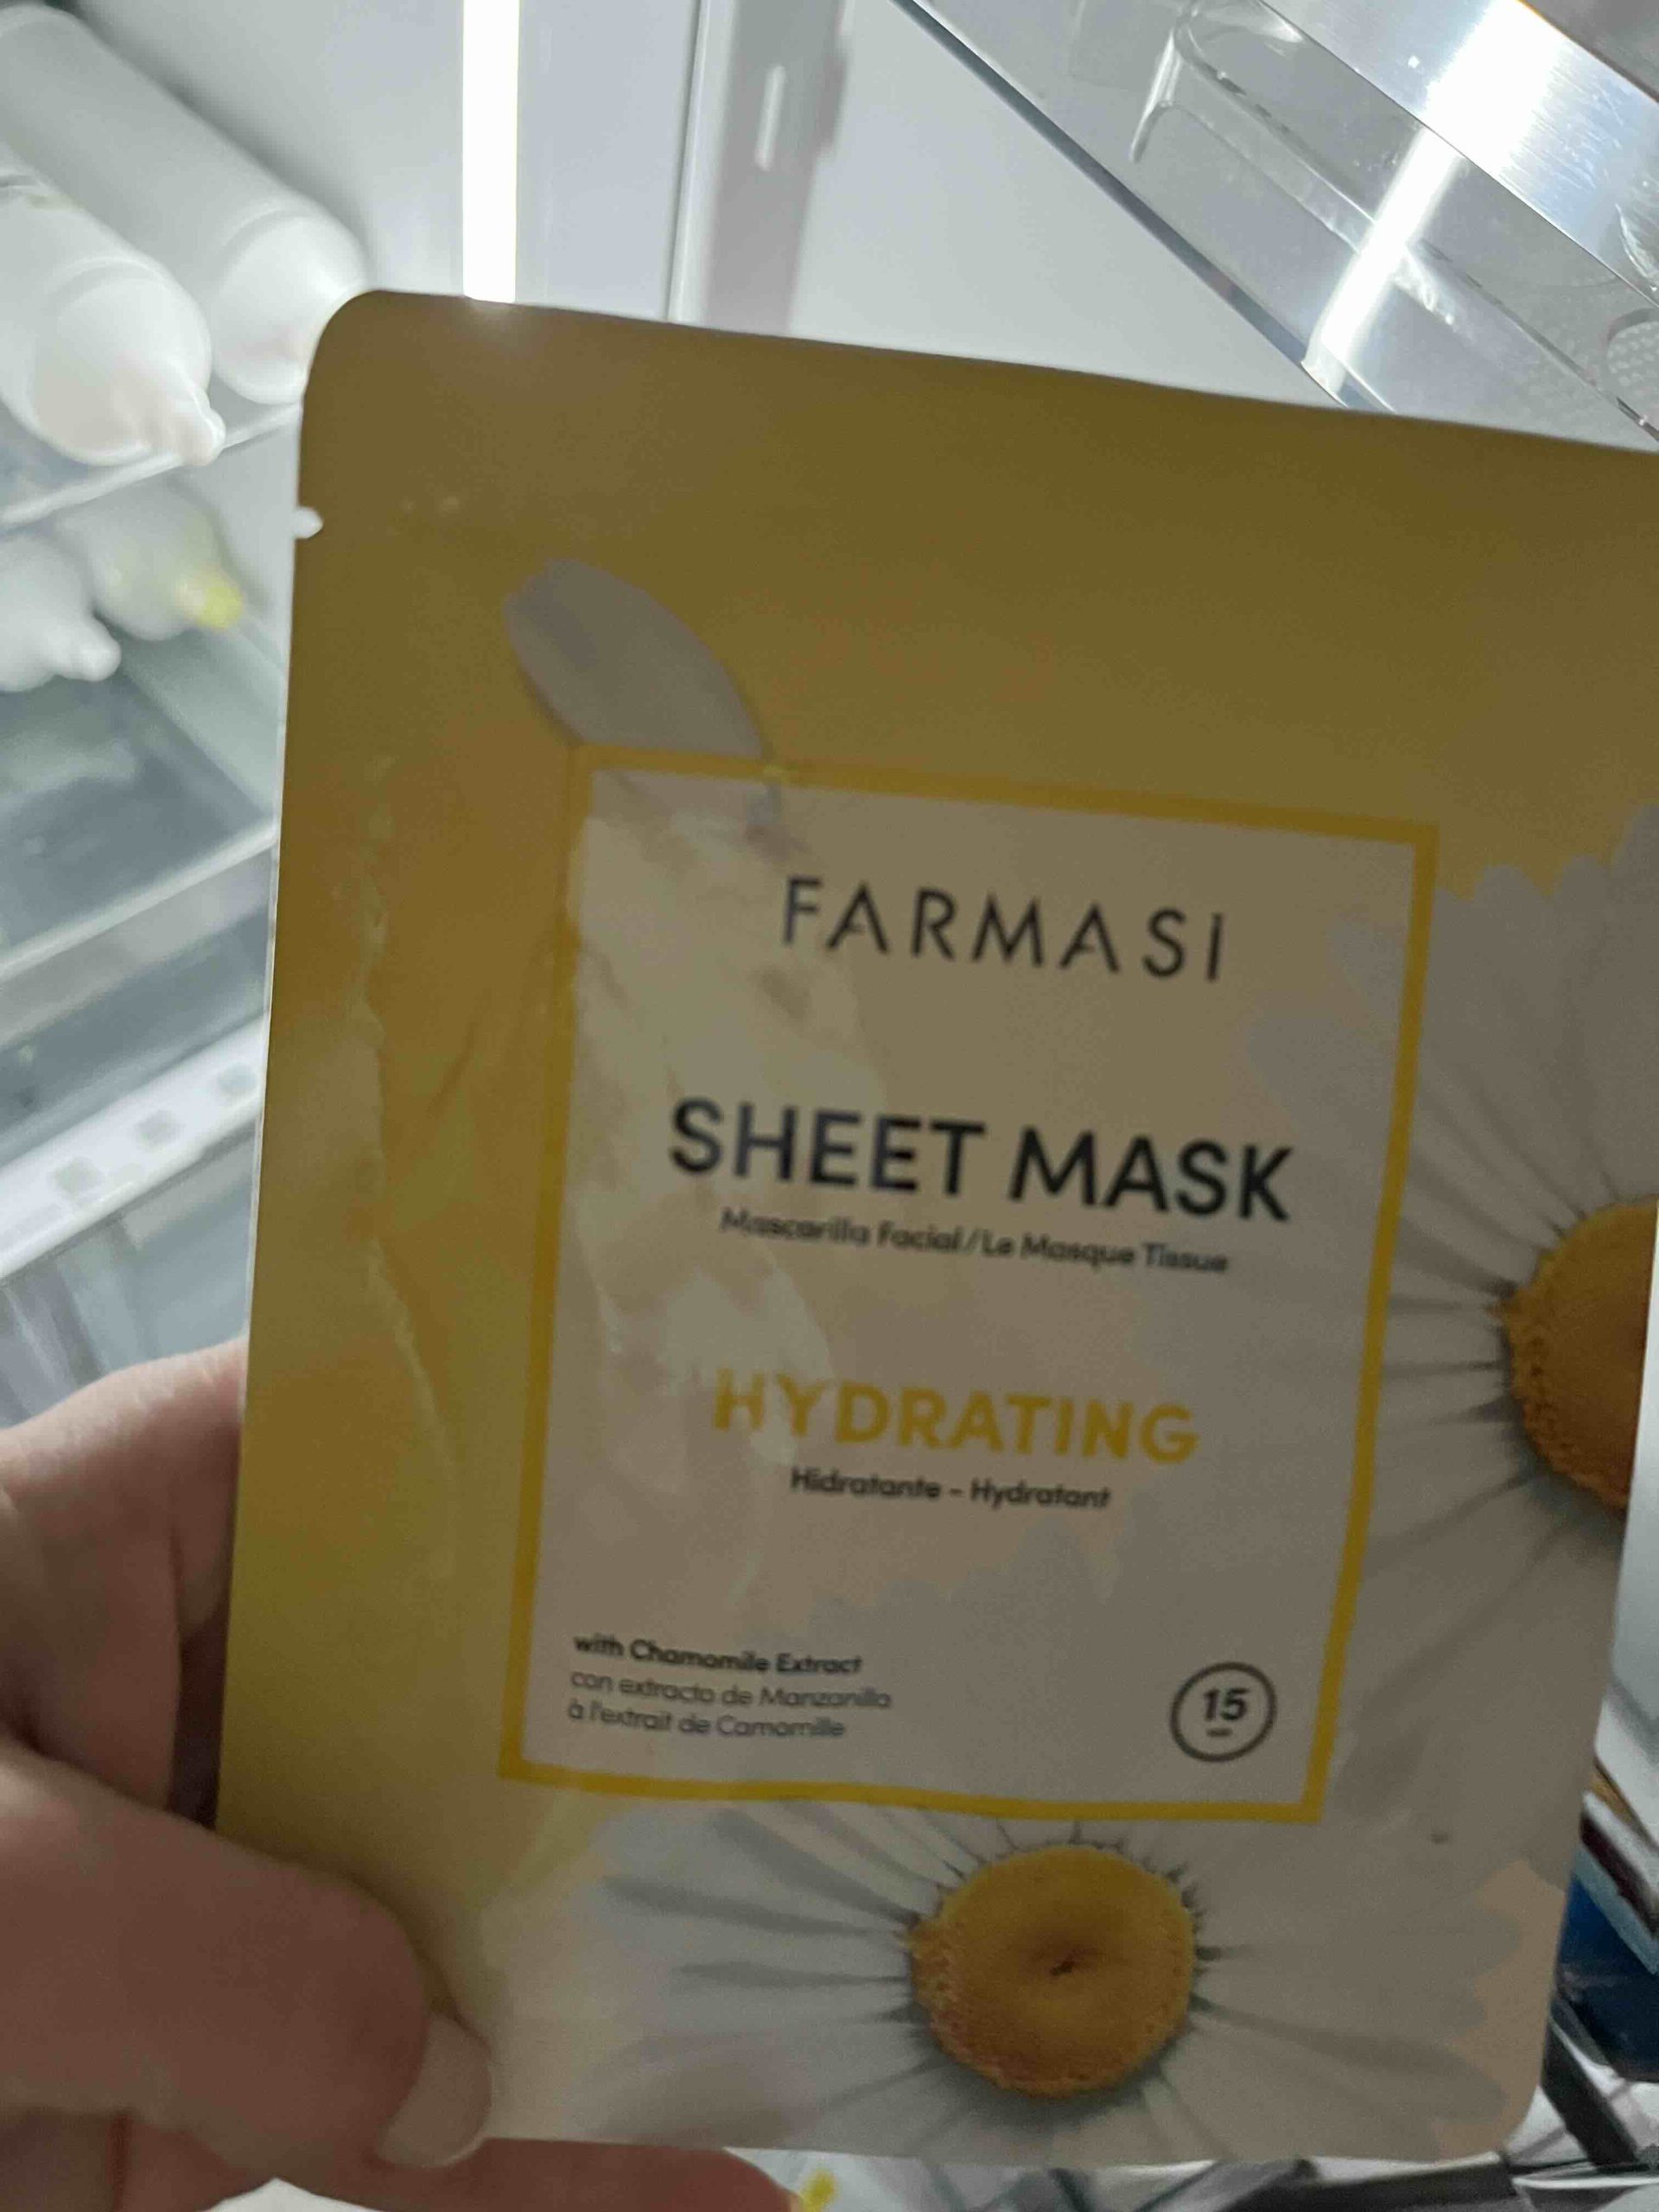 FARMASI
SHEET MASK
Mascarilla Facial/Le Masque Tissue
HYDRATING
Hidratante - Hydratant
with Chamomile Extract
con extracto de Manzanilla
à l'extrait de Camomille
15